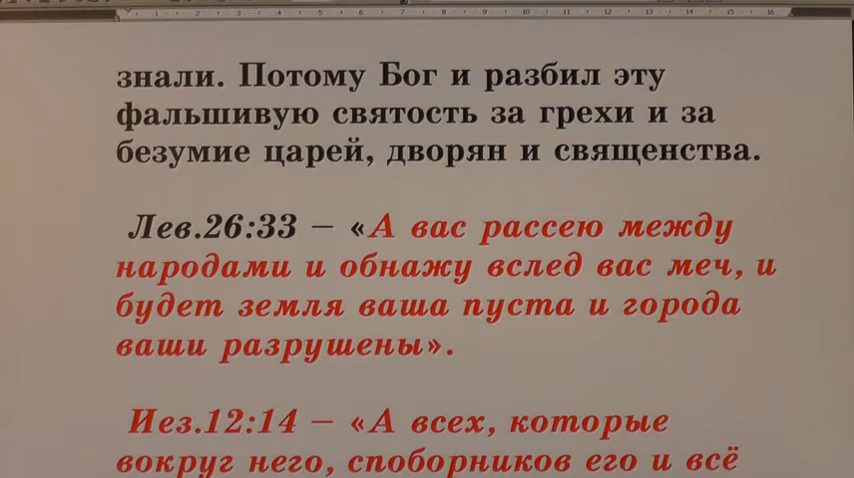 знали. Потому Бог и разбил эту
фальшивую святость за грехи и за
безумие царей, дворян и священства.
Лев.26:33 – «А вас рассею между
народами и обнажу вслед вас меч, и
будет земля ваша пуста и города
ваши разрушены».
Иез.12:14 – «А всех, которые
вокруг него, споборников его и всё